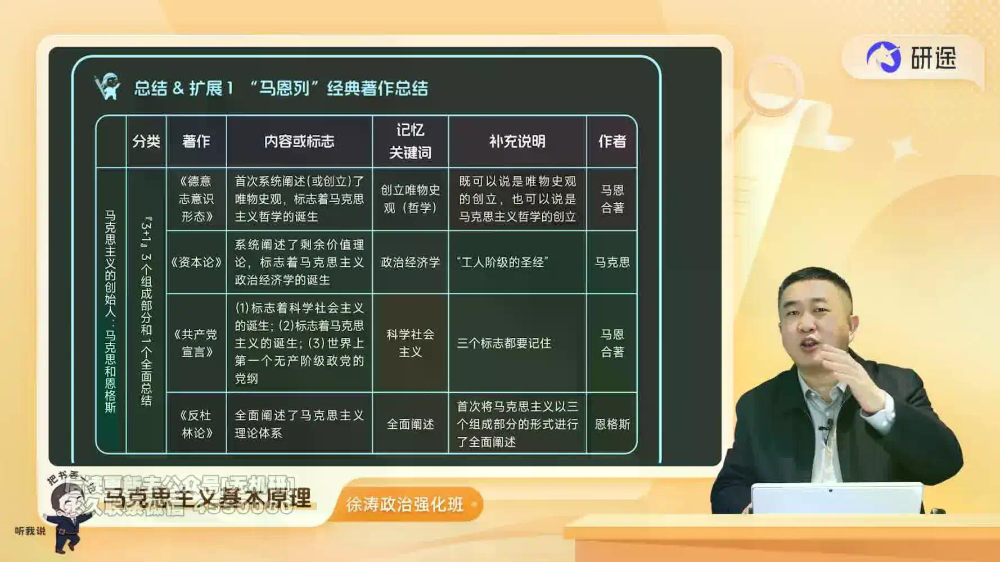 研途
总结 & 扩展1 “马恩列”经典著作总结
分类
著作
内容或标志
记忆
关键词
补充说明
作者
马克思主义的创始人：马克思和恩格斯
『3+1』3个组成部分和1个全面总结
《德意
志意识
形态》
首次系统阐述(或创立)了
唯物史观，标志着马克思
主义哲学的诞生
创立唯物史
观（哲学）
既可以说是唯物史观
的创立，也可以说是
马克思主义哲学的创立
马恩
合著
《资本论》
系统阐述了剩余价值理
论，标志着马克思主义
政治经济学的诞生
政治经济学
“工人阶级的圣经”
马克思
《共产党
宣言》
(1)标志着科学社会主义
的诞生；(2)标志着马克思
主义的诞生；(3)世界上
第一个无产阶级政党的
党纲
科学社会
主义
三个标志都要记住
马恩
合著
《反杜
林论》
全面阐述了马克思主义
理论体系
全面阐述
首次将马克思主义以三
个组成部分的形式进行
了全面阐述
恩格斯
马克思主义基本原理
徐涛政治强化班
听我说